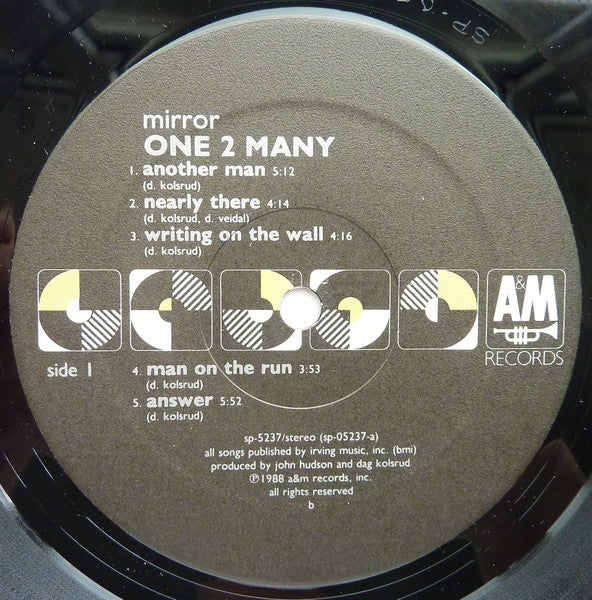 SP-0
mirror
ONE 2 MANY
1. another man 5:12
(d. kolsrud)
2. nearly there 4:14
(d. kolsrud, d. veidal)
3. writing on the wall 4:16
(d. kolsrud)
A&M
RECORDS
side 1
4. man on the run 3:53
(d. kolsrud)
5. answer 5:52
(d. kolsrud)
sp-5237/stereo (sp-05237-a)
all songs published by irving music, inc. (bmi)
produced by john hudson and dag kolsrud
℗1988 a&m records, inc.
all rights reserved
b